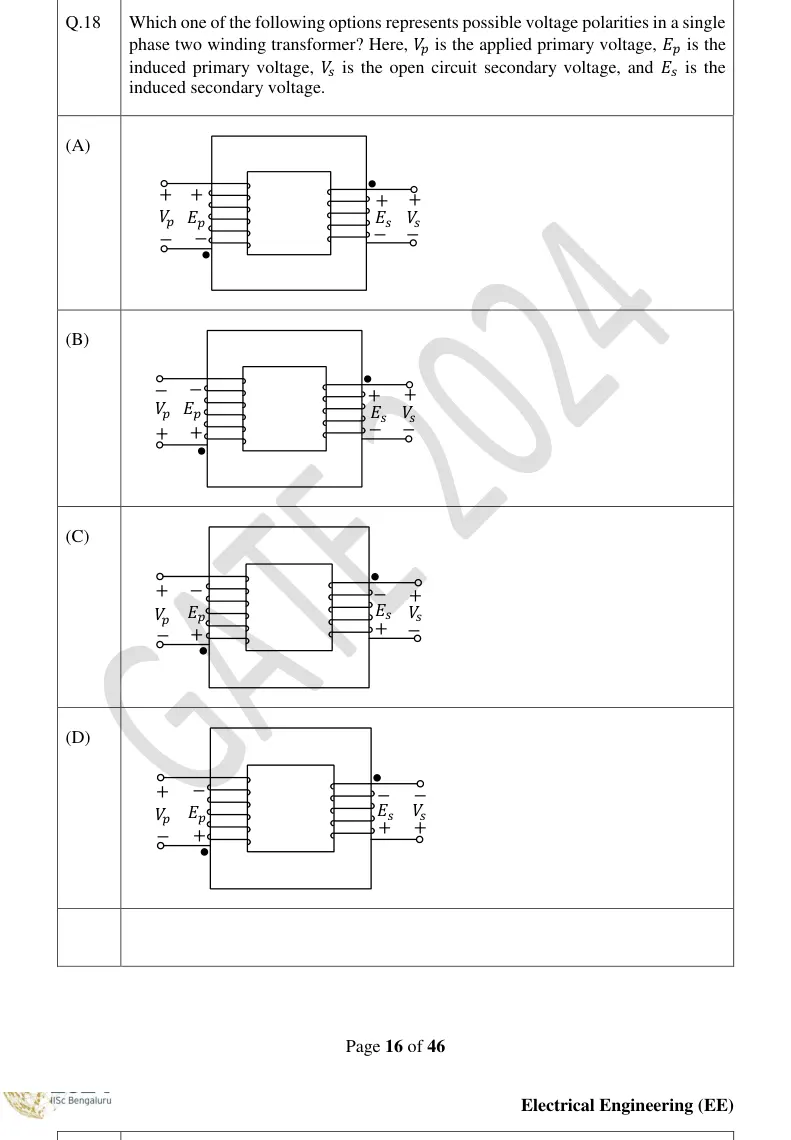 Q.18 Which one of the following options represents possible voltage polarities in a single
phase two winding transformer? Here, 𝑉𝑝 is the applied primary voltage, 𝐸𝑝 is the
induced primary voltage, 𝑉𝑠 is the open circuit secondary voltage, and 𝐸𝑠 is the
induced secondary voltage.
(A)
+ + + +
𝑉𝑝 𝐸𝑝 𝐸𝑠 𝑉𝑠
− − − −
(B)
− − + +
𝑉𝑝 𝐸𝑝 𝐸𝑠 𝑉𝑠
+ + − −
(C)
+ − − +
𝑉𝑝 𝐸𝑝 𝐸𝑠 𝑉𝑠
− + + −
(D)
+ − − −
𝑉𝑝 𝐸𝑝 𝐸𝑠 𝑉𝑠
− + + +
GATE 2024
Page 16 of 46
IISc Bengaluru
Electrical Engineering (EE)